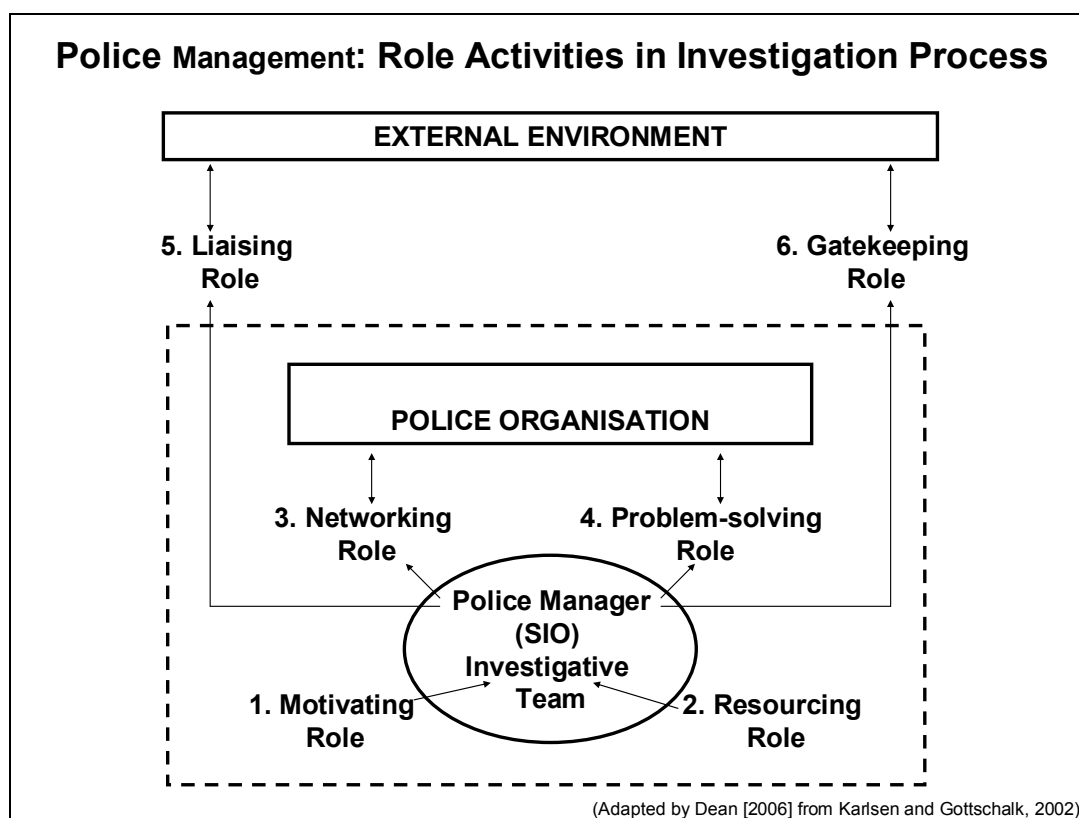 Police Management: Role Activities in Investigation Process
EXTERNAL ENVIRONMENT
5. Liaising
Role
6. Gatekeeping
Role
POLICE ORGANISATION
3. Networking
Role
4. Problem-solving
Role
Police Manager
(SIO)
Investigative
Team
1. Motivating
Role
2. Resourcing
Role
(Adapted by Dean [2006] from Karlsen and Gottschalk, 2002)